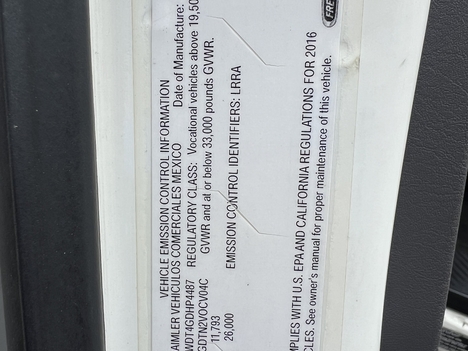 VEHICLE EMISSION CONTROL INFORMATION
AIMLER VEHICULOS COMERCIALES MEXICO Date of Manufacture:
WDT4GDHP4487 REGULATORY CLASS: Vocational vehicles above 19,50
GDTN2VOCV04C GVWR and at or below 33,000 pounds GVWR.
11,793
26,000 EMISSION CONTROL IDENTIFIERS: LRRA
MPLIES WITH U.S. EPA AND CALIFORNIA REGULATIONS FOR 2016
CLES. See owner's manual for proper maintenance of this vehicle.
FRE